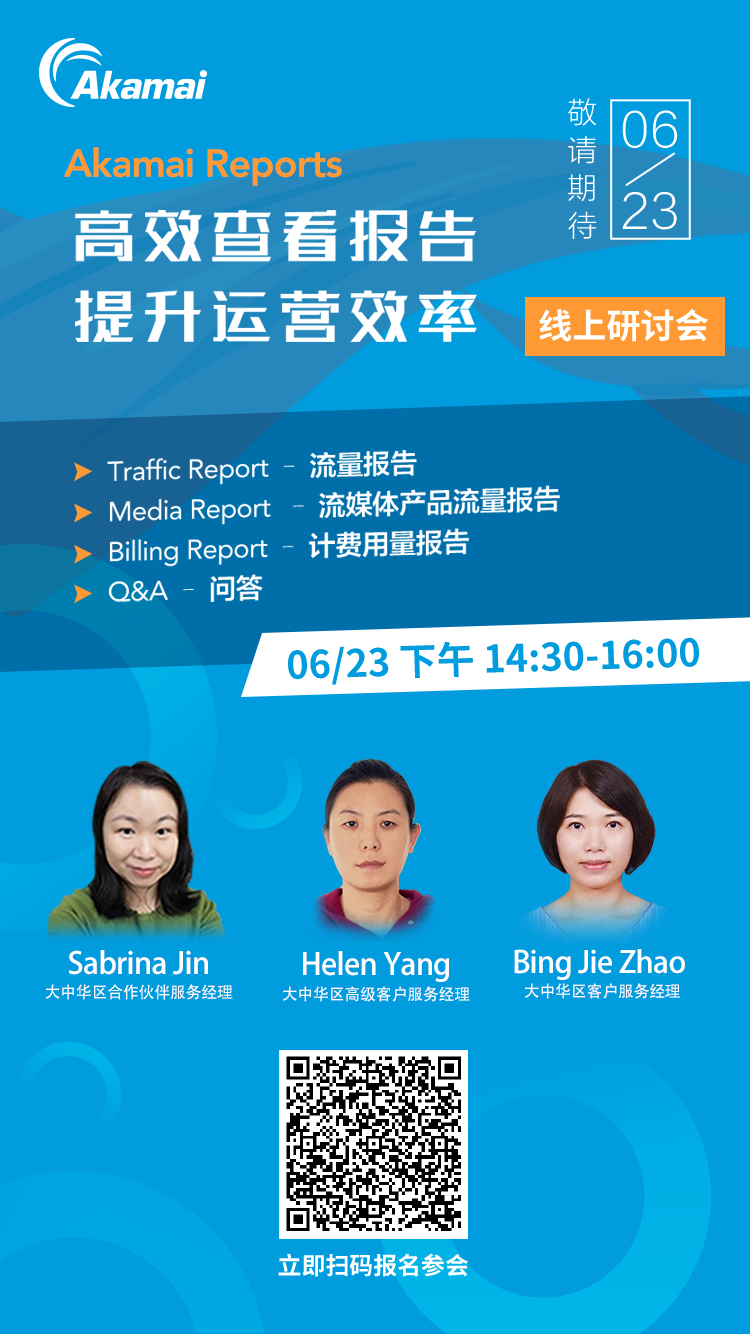 Akamai
敬请期待
06
23
Akamai Reports
高效查看报告
提升运营效率
线上研讨会
Traffic Report – 流量报告
Media Report – 流媒体产品流量报告
Billing Report – 计费用量报告
Q&A – 问答
06/23 下午 14:30-16:00
Sabrina Jin
大中华区合作伙伴服务经理
Helen Yang
大中华区高级客户服务经理
Bing Jie Zhao
大中华区客户服务经理
立即扫码报名参会